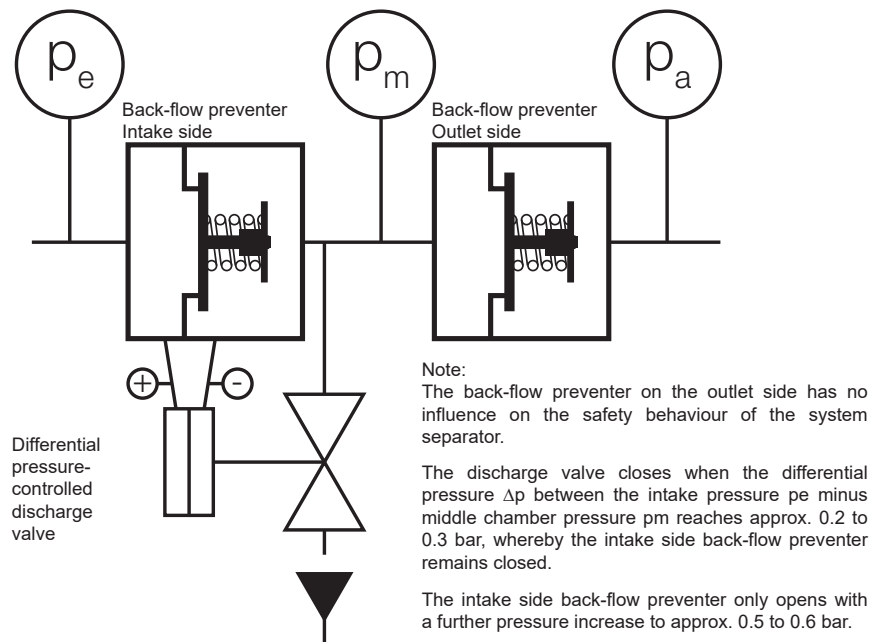 pe
pm
pa
Back-flow preventer
Intake side
Back-flow preventer
Outlet side
+
-
Differential
pressure-
controlled
discharge
valve
Note:
The back-flow preventer on the outlet side has no
influence on the safety behaviour of the system
separator.
The discharge valve closes when the differential
pressure Δp between the intake pressure pe minus
middle chamber pressure pm reaches approx. 0.2 to
0.3 bar, whereby the intake side back-flow preventer
remains closed.
The intake side back-flow preventer only opens with
a further pressure increase to approx. 0.5 to 0.6 bar.